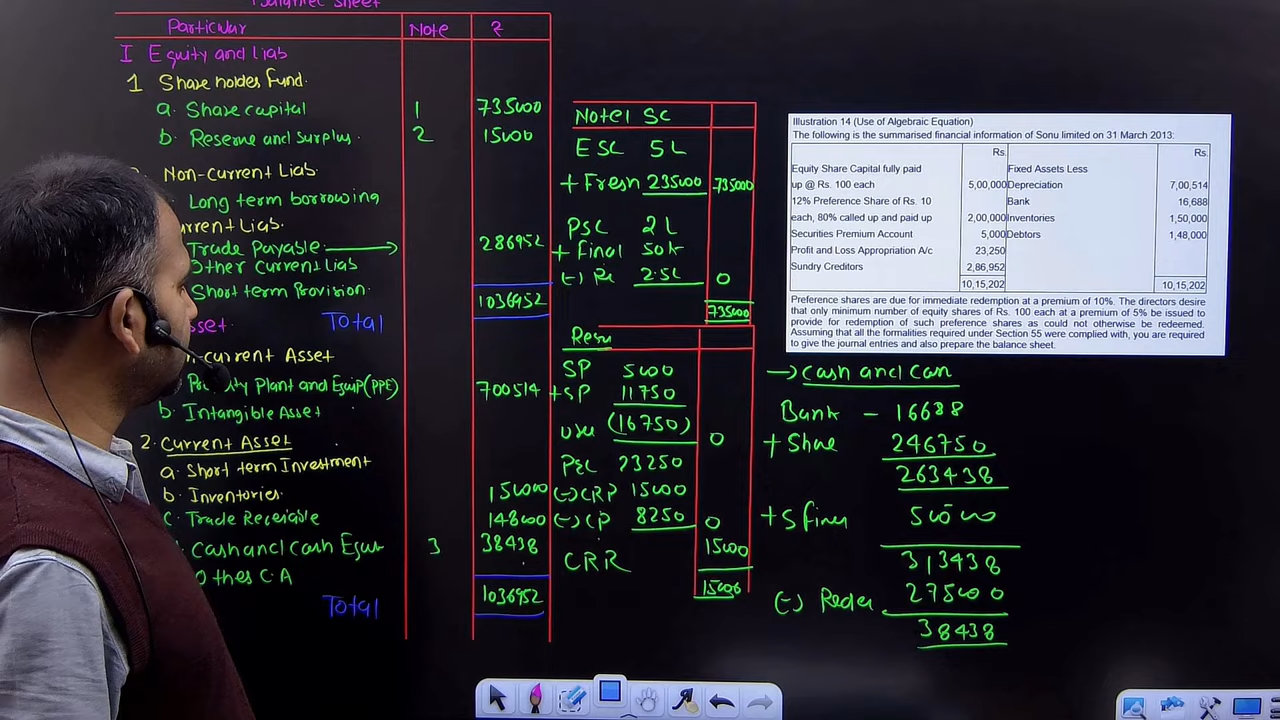 Balance Sheet
Particular Note ₹
I Equity and Liab
1 Share holdes Fund.
a. Share capital 1 735000
b. Reserve and Surplus. 2 15000
Non-current Liab.
Long term borrowing
Liab.
Trade Payable. → 286952
Other Current Liab
Short term Provision.
1036952
Total
Asset.
-current Asset
Plant and Equip(PPE) 700514
b. Intangible Asset
2. Current Asset
a. Short term Investment
b. Inventories. 150000
c. Trade Receiable 148000
Cash and Cash Equi 3 38438
Othes C.A
Total 1036952
Note 1 SC
ESC 5L
+ Fresh 235000 735000
PSC 2L
+ final 50k
(-) Re 2.5L 0
735000
Resu
SP 5000
+ SP 11750
use (16750) 0
P&L 23250
(-) CRR 15000
(-) CP 8250 0
CRR 15000
15000
Illustration 14 (Use of Algebraic Equation)
The following is the summarised financial information of Sonu limited on 31 March 2013:
Rs. Rs.
Equity Share Capital fully paid Fixed Assets Less
up @ Rs. 100 each 5,00,000 Depreciation 7,00,514
12% Preference Share of Rs. 10 Bank 16,688
each, 80% called up and paid up 2,00,000 Inventories 1,50,000
Securities Premium Account 5,000 Debtors 1,48,000
Profit and Loss Appropriation A/c 23,250
Sundry Creditors 2,86,952
10,15,202 10,15,202
Preference shares are due for immediate redemption at a premium of 10%. The directors desire
that only minimum number of equity shares of Rs. 100 each at a premium of 5% be issued to
provide for redemption of such preference shares as could not otherwise be redeemed.
Assuming that all the formalities required under Section 55 were complied with, you are required
to give the journal entries and also prepare the balance sheet.
→ Cash and Cash
Bank - 16688
+ Share 246750
263438
+ S final 50000
313438
(-) Redem 275000
38438